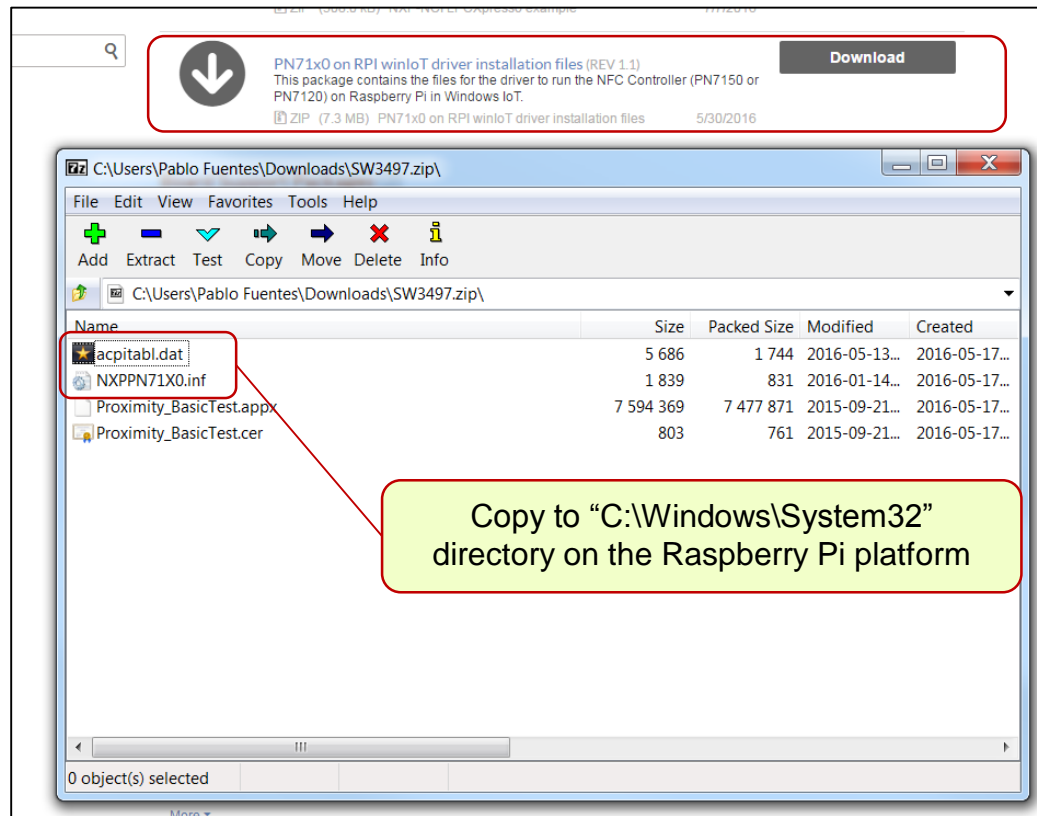 PN71x0 on RPI winIoT driver installation files (REV 1.1)
Download
This package contains the files for the driver to run the NFC Controller (PN7150 or
PN7120) on Raspberry Pi in Windows IoT.
ZIP (7.3 MB) PN71x0 on RPI winIoT driver installation files 5/30/2016
C:\Users\Pablo Fuentes\Downloads\SW3497.zip\
File Edit View Favorites Tools Help
Add Extract Test Copy Move Delete Info
C:\Users\Pablo Fuentes\Downloads\SW3497.zip\
Name Size Packed Size Modified Created
acpitabl.dat 5 686 1 744 2016-05-13... 2016-05-17...
NXPPN71X0.inf 1 839 831 2016-01-14... 2016-05-17...
Proximity_BasicTest.appx 7 594 369 7 477 871 2015-09-21... 2016-05-17...
Proximity_BasicTest.cer 803 761 2015-09-21... 2016-05-17...
Copy to “C:\Windows\System32”
directory on the Raspberry Pi platform
0 object(s) selected
More